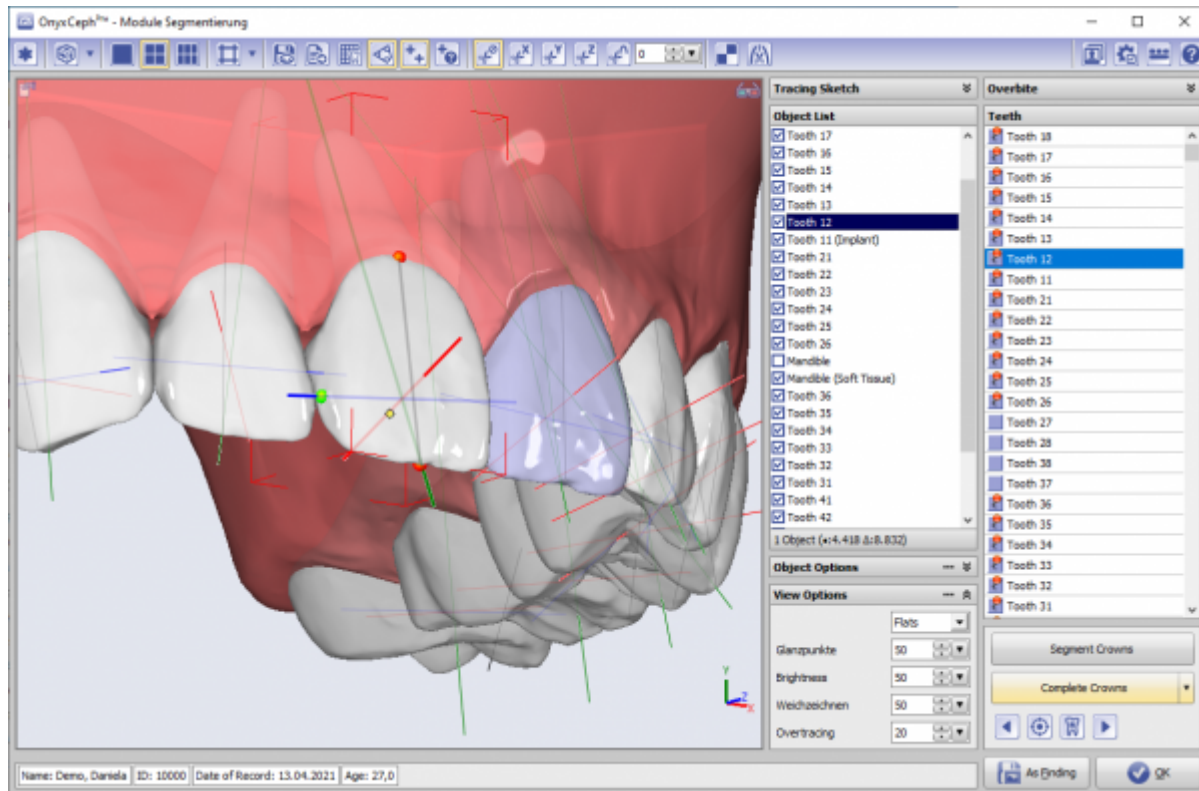 OnyxCeph³ᵀᴹ - Module Segmentierung
0
Tracing Sketch
Object List
Tooth 17
Tooth 16
Tooth 15
Tooth 14
Tooth 13
Tooth 12
Tooth 11 (Implant)
Tooth 21
Tooth 22
Tooth 23
Tooth 24
Tooth 25
Tooth 26
Mandible
Mandible (Soft Tissue)
Tooth 36
Tooth 35
Tooth 34
Tooth 33
Tooth 32
Tooth 31
Tooth 41
Tooth 42
1 Object (•:4.418 Δ:8.832)
Object Options
View Options
Flats
Glanzpunkte 50
Brightness 50
Weichzeichnen 50
Overtracing 20
Overbite
Teeth
Tooth 18
Tooth 17
Tooth 16
Tooth 15
Tooth 14
Tooth 13
Tooth 12
Tooth 11
Tooth 21
Tooth 22
Tooth 23
Tooth 24
Tooth 25
Tooth 26
Tooth 27
Tooth 28
Tooth 38
Tooth 37
Tooth 36
Tooth 35
Tooth 34
Tooth 33
Tooth 32
Tooth 31
Segment Crowns
Complete Crowns
Y
Z
X
Name: Demo, Daniela ID: 10000 Date of Record: 13.04.2021 Age: 27,0
As Finding
OK